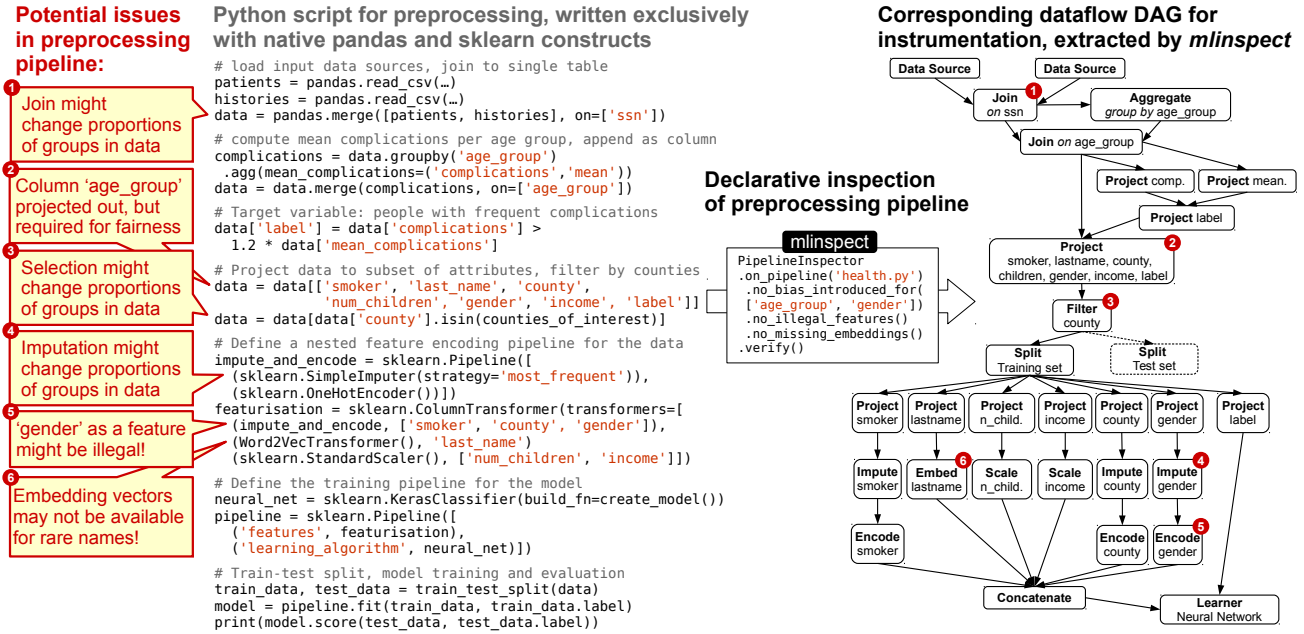 Potential issues
in preprocessing
pipeline:
1
Join might
change proportions
of groups in data
2
Column ‘age_group’
projected out, but
required for fairness
3
Selection might
change proportions
of groups in data
4
Imputation might
change proportions
of groups in data
5
‘gender’ as a feature
might be illegal!
6
Embedding vectors
may not be available
for rare names!
Python script for preprocessing, written exclusively
with native pandas and sklearn constructs
# load input data sources, join to single table
patients = pandas.read_csv(…)
histories = pandas.read_csv(…)
data = pandas.merge([patients, histories], on=['ssn'])
# compute mean complications per age group, append as column
complications = data.groupby('age_group')
.agg(mean_complications=('complications','mean'))
data = data.merge(complications, on=['age_group'])
# Target variable: people with frequent complications
data['label'] = data['complications'] >
1.2 * data['mean_complications']
# Project data to subset of attributes, filter by counties
data = data[['smoker', 'last_name', 'county',
'num_children', 'gender', 'income', 'label']]
data = data[data['county'].isin(counties_of_interest)]
# Define a nested feature encoding pipeline for the data
impute_and_encode = sklearn.Pipeline([
(sklearn.SimpleImputer(strategy='most_frequent')),
(sklearn.OneHotEncoder())])
featurisation = sklearn.ColumnTransformer(transformers=[
(impute_and_encode, ['smoker', 'county', 'gender']),
(Word2VecTransformer(), 'last_name')
(sklearn.StandardScaler(), ['num_children', 'income']])
# Define the training pipeline for the model
neural_net = sklearn.KerasClassifier(build_fn=create_model())
pipeline = sklearn.Pipeline([
('features', featurisation),
('learning_algorithm', neural_net)])
# Train-test split, model training and evaluation
train_data, test_data = train_test_split(data)
model = pipeline.fit(train_data, train_data.label)
print(model.score(test_data, test_data.label))
Declarative inspection
of preprocessing pipeline
mlinspect
PipelineInspector
.on_pipeline('health.py')
.no_bias_introduced_for(
['age_group', 'gender'])
.no_illegal_features()
.no_missing_embeddings()
.verify()
Corresponding dataflow DAG for
instrumentation, extracted by mlinspect
Data Source
Data Source
Join
on ssn
1
Aggregate
group by age_group
Join on age_group
Project comp.
Project mean.
Project label
Project
smoker, lastname, county,
children, gender, income, label
2
Filter
county
3
Split
Training set
Split
Test set
Project
smoker
Project
lastname
Project
n_child.
Project
income
Project
county
Project
gender
Project
label
Impute
smoker
Embed
lastname
6
Scale
n_child.
Scale
income
Impute
county
Impute
gender
4
Encode
smoker
Encode
county
Encode
gender
5
Concatenate
Learner
Neural Network